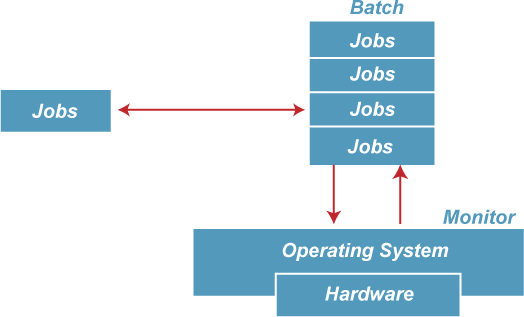 Batch
Jobs
Jobs
Jobs
Jobs
Jobs
Monitor
Operating System
Hardware